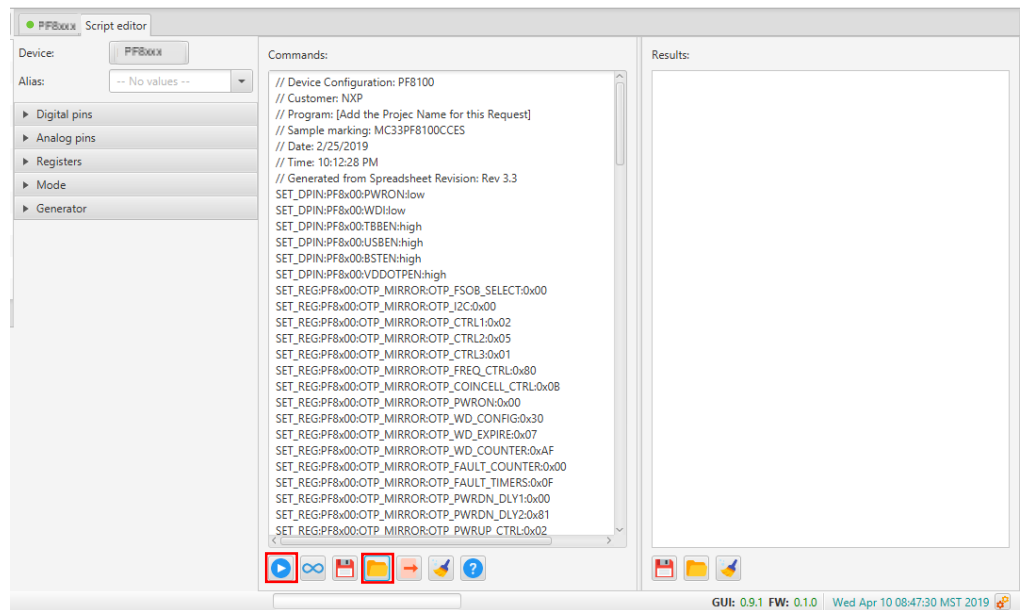 PF8xxx Script editor
Device: PF8xxx
Alias: -- No values --
Digital pins
Analog pins
Registers
Mode
Generator
Commands:
// Device Configuration: PF8100
// Customer: NXP
// Program: [Add the Projec Name for this Request]
// Sample marking: MC33PF8100CCES
// Date: 2/25/2019
// Time: 10:12:28 PM
// Generated from Spreadsheet Revision: Rev 3.3
SET_DPIN:PF8x00:PWRON:low
SET_DPIN:PF8x00:WDI:low
SET_DPIN:PF8x00:TBBEN:high
SET_DPIN:PF8x00:USBEN:high
SET_DPIN:PF8x00:BSTEN:high
SET_DPIN:PF8x00:VDDOTPEN:high
SET_REG:PF8x00:OTP_MIRROR:OTP_FSOB_SELECT:0x00
SET_REG:PF8x00:OTP_MIRROR:OTP_I2C:0x00
SET_REG:PF8x00:OTP_MIRROR:OTP_CTRL1:0x02
SET_REG:PF8x00:OTP_MIRROR:OTP_CTRL2:0x05
SET_REG:PF8x00:OTP_MIRROR:OTP_CTRL3:0x01
SET_REG:PF8x00:OTP_MIRROR:OTP_FREQ_CTRL:0x80
SET_REG:PF8x00:OTP_MIRROR:OTP_COINCELL_CTRL:0x0B
SET_REG:PF8x00:OTP_MIRROR:OTP_PWRON:0x00
SET_REG:PF8x00:OTP_MIRROR:OTP_WD_CONFIG:0x30
SET_REG:PF8x00:OTP_MIRROR:OTP_WD_EXPIRE:0x07
SET_REG:PF8x00:OTP_MIRROR:OTP_WD_COUNTER:0xAF
SET_REG:PF8x00:OTP_MIRROR:OTP_FAULT_COUNTER:0x00
SET_REG:PF8x00:OTP_MIRROR:OTP_FAULT_TIMERS:0x0F
SET_REG:PF8x00:OTP_MIRROR:OTP_PWRDN_DLY1:0x00
SET_REG:PF8x00:OTP_MIRROR:OTP_PWRDN_DLY2:0x81
SET_REG:PF8x00:OTP_MIRROR:OTP_PWRUP_CTRL:0x02
Results:
GUI: 0.9.1 FW: 0.1.0 Wed Apr 10 08:47:30 MST 2019